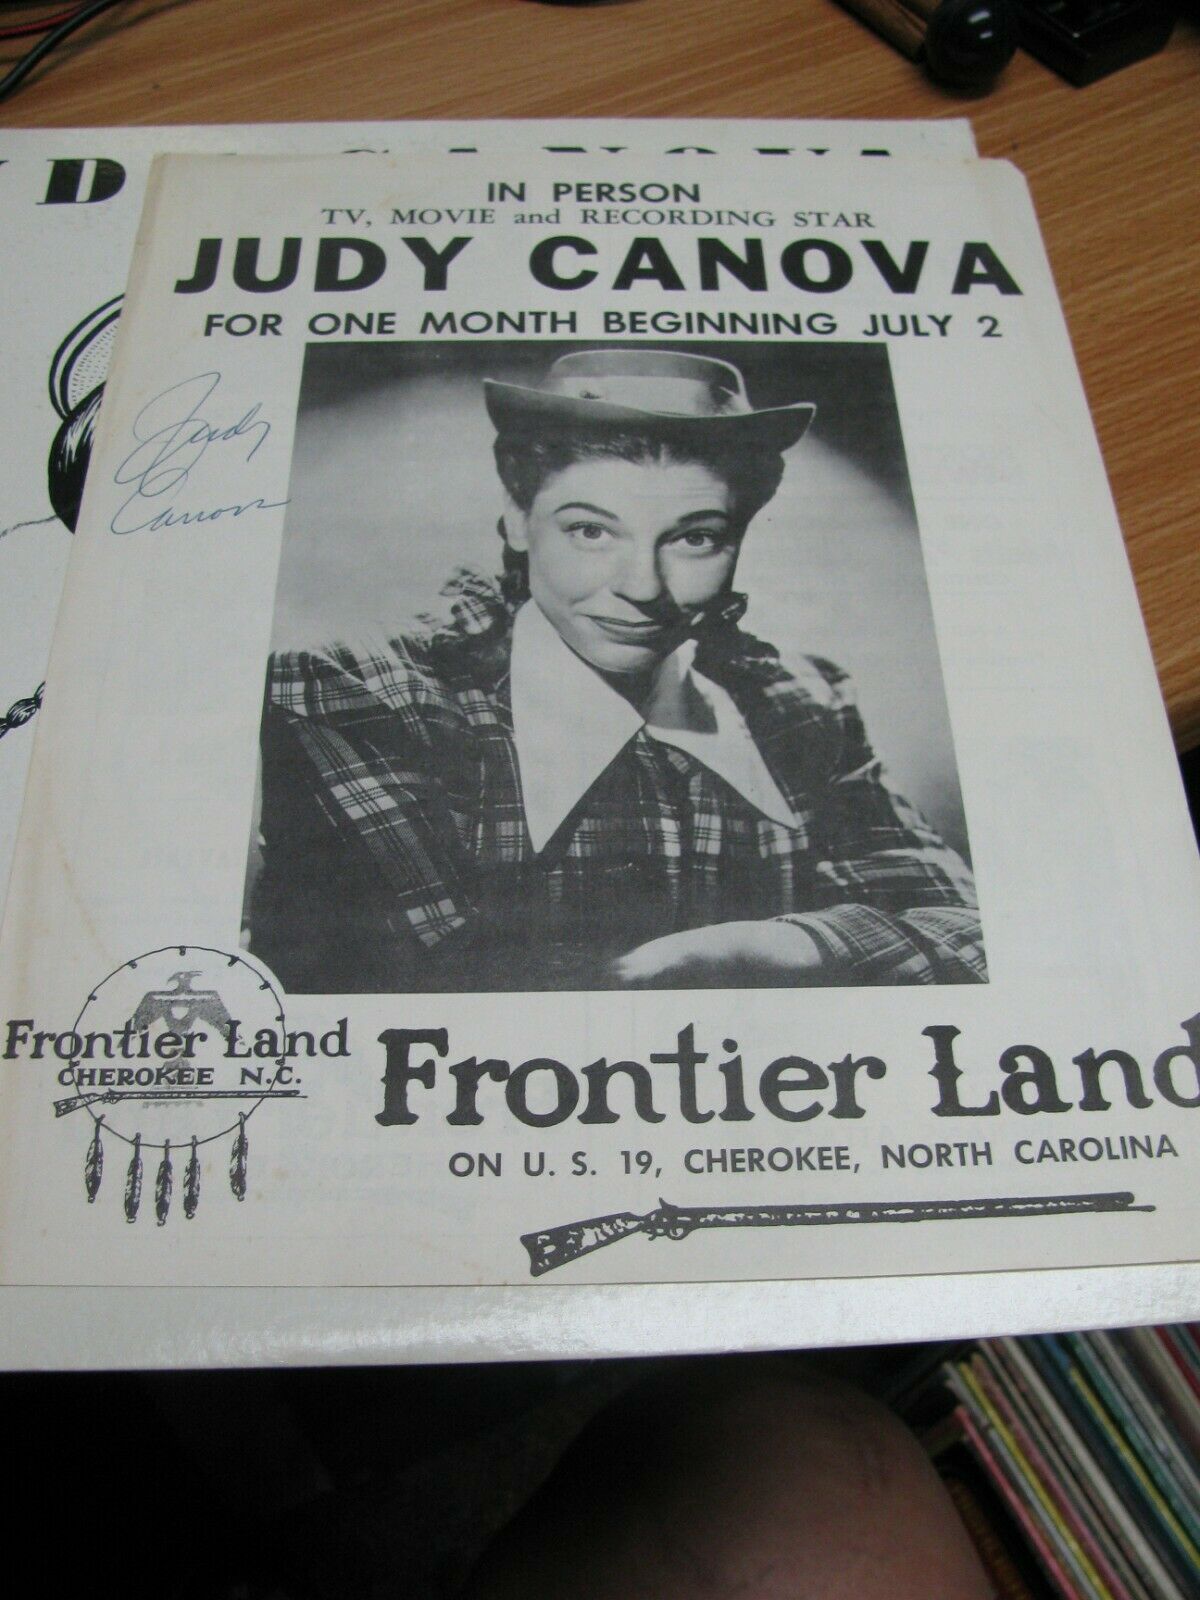 IN PERSON
TV, MOVIE and RECORDING STAR
JUDY CANOVA
FOR ONE MONTH BEGINNING JULY 2
Judy
Canova
Frontier Land
CHEROKEE N.C.
Frontier Land
ON U. S. 19, CHEROKEE, NORTH CAROLINA